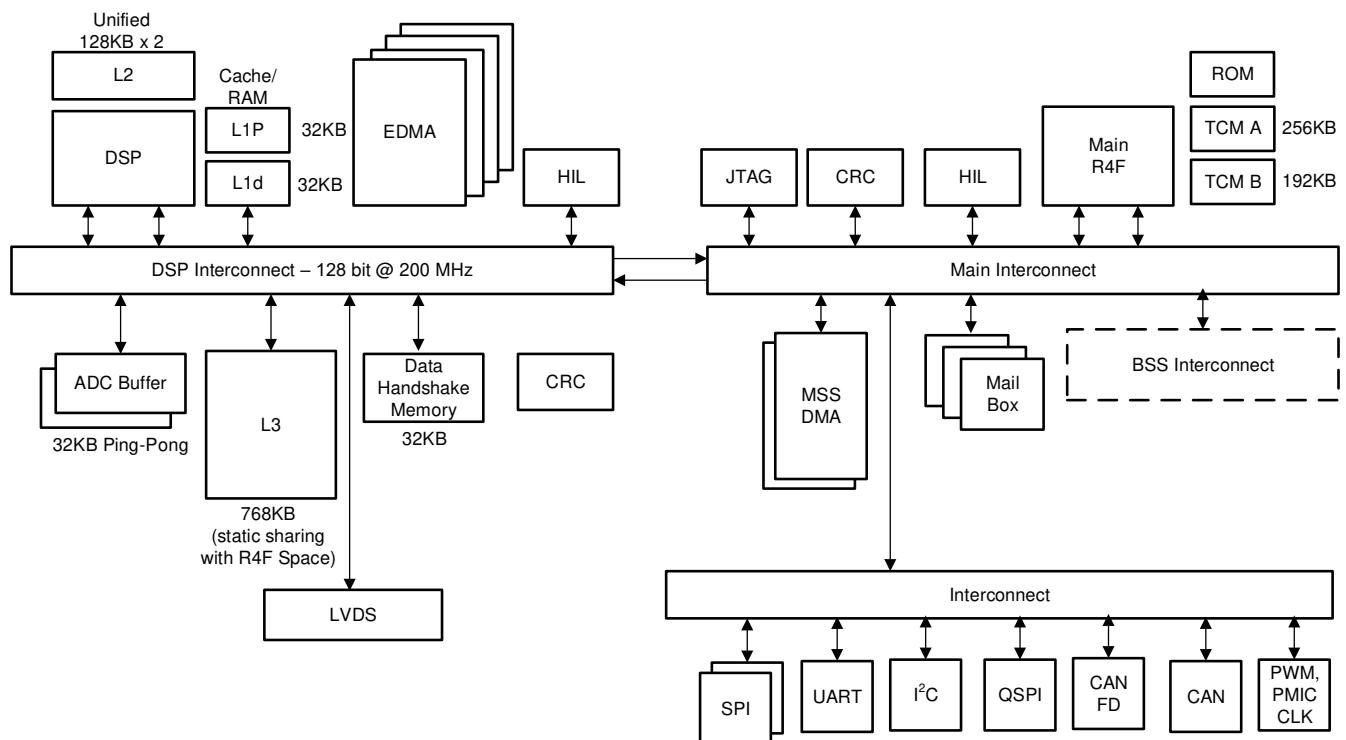 Unified
128KB x 2
L2
Cache/
RAM
L1P
32KB
DSP
L1d
32KB
EDMA
HIL
JTAG
CRC
HIL
Main
R4F
ROM
TCM A
256KB
TCM B
192KB
DSP Interconnect – 128 bit @ 200 MHz
Main Interconnect
ADC Buffer
32KB Ping-Pong
L3
768KB
(static sharing
with R4F Space)
Data
Handshake
Memory
32KB
CRC
LVDS
MSS
DMA
Mail
Box
BSS Interconnect
Interconnect
SPI
UART
I²C
QSPI
CAN
FD
CAN
PWM,
PMIC
CLK